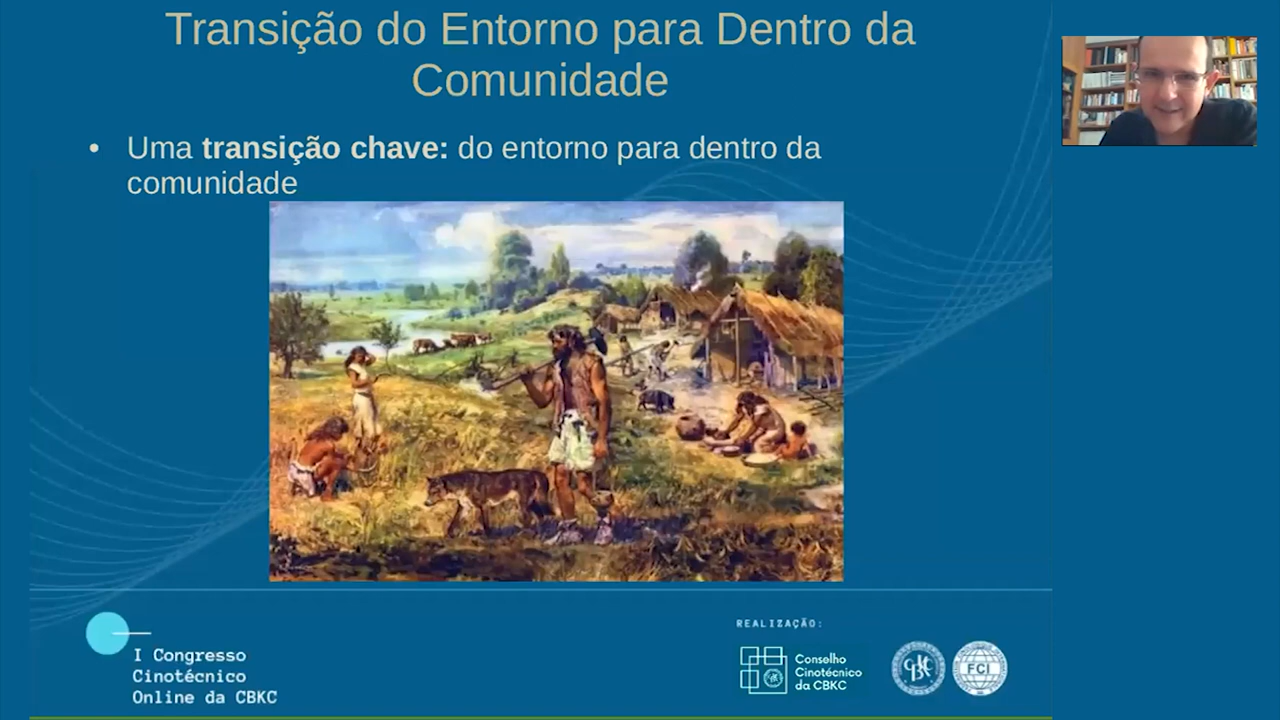 Transição do Entorno para Dentro da
Comunidade
• Uma transição chave: do entorno para dentro da
comunidade
I Congresso
Cinotécnico
Online da CBKC
REALIZAÇÃO:
Conselho
Cinotécnico
da CBKC
FCI